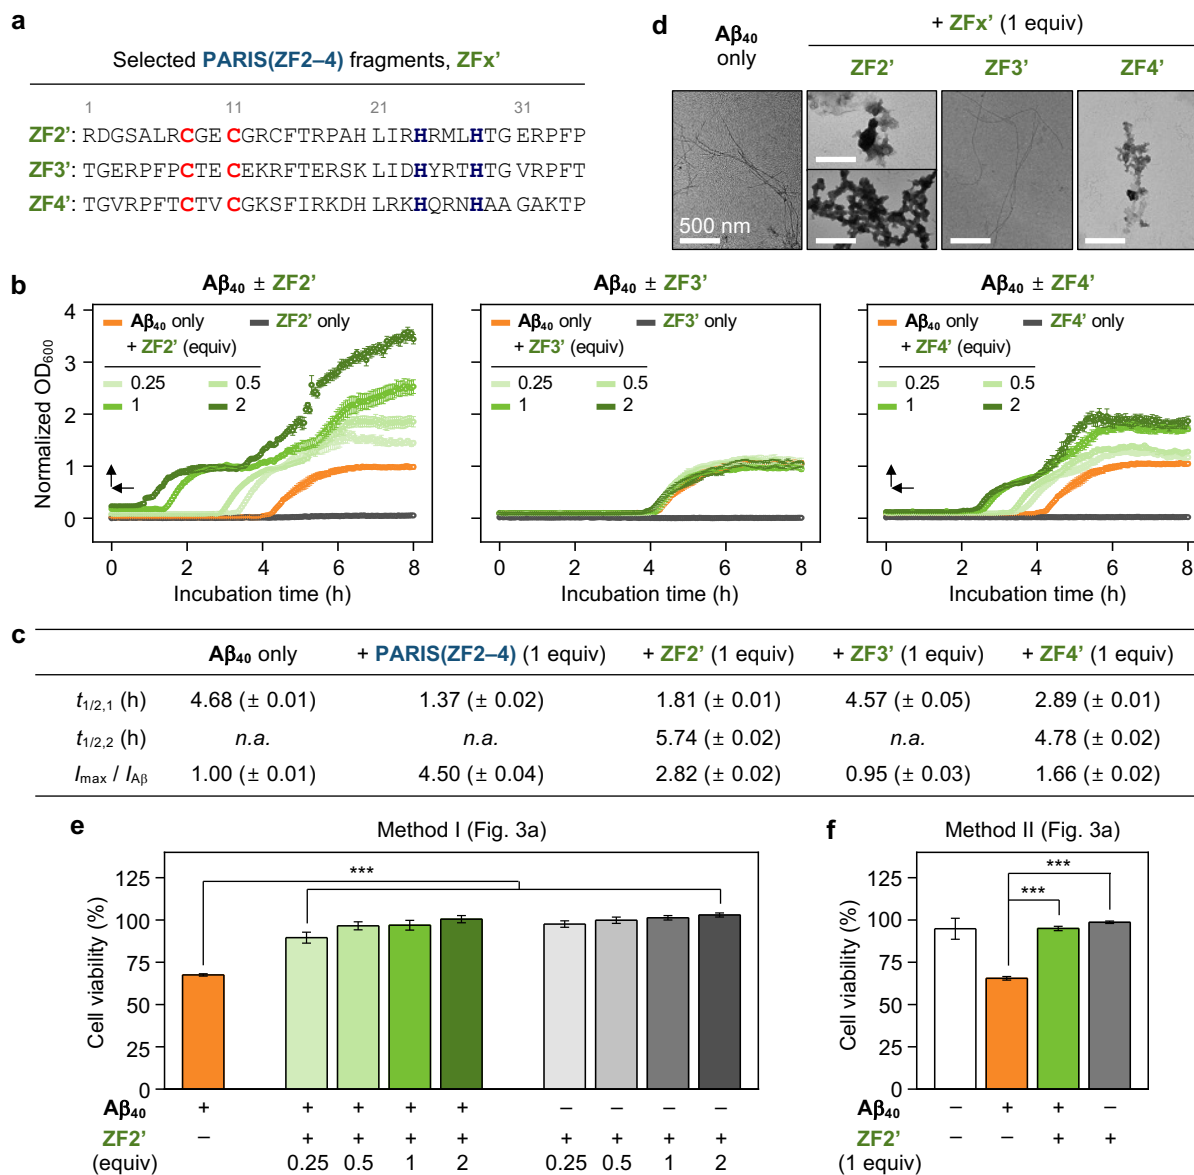 a
Selected PARIS(ZF2–4) fragments, ZFx'
1 11 21 31
ZF2': RDGSALRCGE CGRCFTRPAH LIRHRMLHTG ERPFP
ZF3': TGERPFPCTE CEKRFTERSK LIDHYRTHTG VRPFT
ZF4': TGVRPFTCTV CGKSFIRKDH LRKHQRNHAA GAKTP
d
Aβ40 only
+ ZFx' (1 equiv)
ZF2' ZF3' ZF4'
500 nm
b
Aβ40 ± ZF2'
Aβ40 only ZF2' only
+ ZF2' (equiv)
0.25 0.5
1 2
Normalized OD600
4
3
2
1
0
0 2 4 6 8
Incubation time (h)
Aβ40 ± ZF3'
Aβ40 only ZF3' only
+ ZF3' (equiv)
0.25 0.5
1 2
0 2 4 6 8
Incubation time (h)
Aβ40 ± ZF4'
Aβ40 only ZF4' only
+ ZF4' (equiv)
0.25 0.5
1 2
0 2 4 6 8
Incubation time (h)
c
Aβ40 only + PARIS(ZF2–4) (1 equiv) + ZF2' (1 equiv) + ZF3' (1 equiv) + ZF4' (1 equiv)
t1/2,1 (h) 4.68 (± 0.01) 1.37 (± 0.02) 1.81 (± 0.01) 4.57 (± 0.05) 2.89 (± 0.01)
t1/2,2 (h) n.a. n.a. 5.74 (± 0.02) n.a. 4.78 (± 0.02)
Imax / IAβ 1.00 (± 0.01) 4.50 (± 0.04) 2.82 (± 0.02) 0.95 (± 0.03) 1.66 (± 0.02)
e
Method I (Fig. 3a)
Cell viability (%)
125
100
75
50
25
0
***
Aβ40 + + + + + – – – –
ZF2' – + + + + + + + +
(equiv) 0.25 0.5 1 2 0.25 0.5 1 2
f
Method II (Fig. 3a)
Cell viability (%)
125
100
75
50
25
0
***
***
Aβ40 – + + –
ZF2' – – + +
(1 equiv)